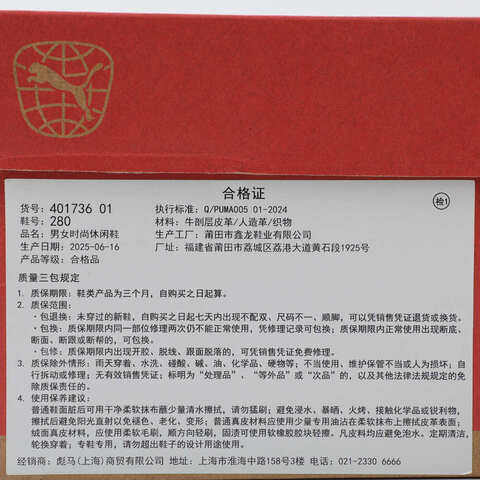 合格证
检1
货号: 401736 01
鞋号: 280
品名: 男女时尚休闲鞋
生产日期: 2025-06-16
产品等级: 合格品
执行标准: Q/PUMA005 01-2024
材料: 牛剖层皮革/人造革/织物
生产工厂: 莆田市鑫龙鞋业有限公司
厂址: 福建省莆田市荔城区荔港大道黄石段1925号
质量三包规定
1. 质保期限: 鞋类产品为三个月, 自购买之日起算。
2. 质保范围:
·包退换: 未穿过的新鞋, 自购买之日起七天内出现不配双、尺码不一、顺脚, 可以凭销售凭证退货或换货。
·包换: 质保期限内同一部位修理两次仍不能正常使用, 凭修理记录可包换; 质保期限内正常使用出现断底、
断面、断跟或断帮的, 可包换。
·包修: 质保期限内出现开胶、脱线、跟面脱落的, 可凭销售凭证免费修理。
3. 质保除外情形: 雨天穿着、水洗、碰酸、碱、油、化学品、硬物等; 不当使用、维护保管不当或人为损坏; 自
行拆动或修理; 无有效销售凭证; 标明为“处理品”、“等外品”或“次品”的, 以及其他法律法规规定的免
除质保责任的。
4. 使用保养建议:
普通鞋面脏后可用干净柔软抹布蘸少量清水擦拭, 请勿猛刷; 避免浸水、暴晒、火烤、接触化学品或锐利物,
擦拭后避免阳光直射以免褪色、老化、变形; 普通真皮材料应使用少量专用油沾在柔软抹布上擦拭皮革表面;
绒面真皮材料, 应使用柔软毛刷, 顺方向轻刷, 固渍可使用软橡胶块轻擦。凡皮料均应避免泡水。定期清洁,
轮换穿着; 专鞋专用, 请勿超出鞋子的设计用途使用。
经销商: 彪马(上海)商贸有限公司 地址: 上海市淮海中路158号3楼 电话: 021-2330 6666